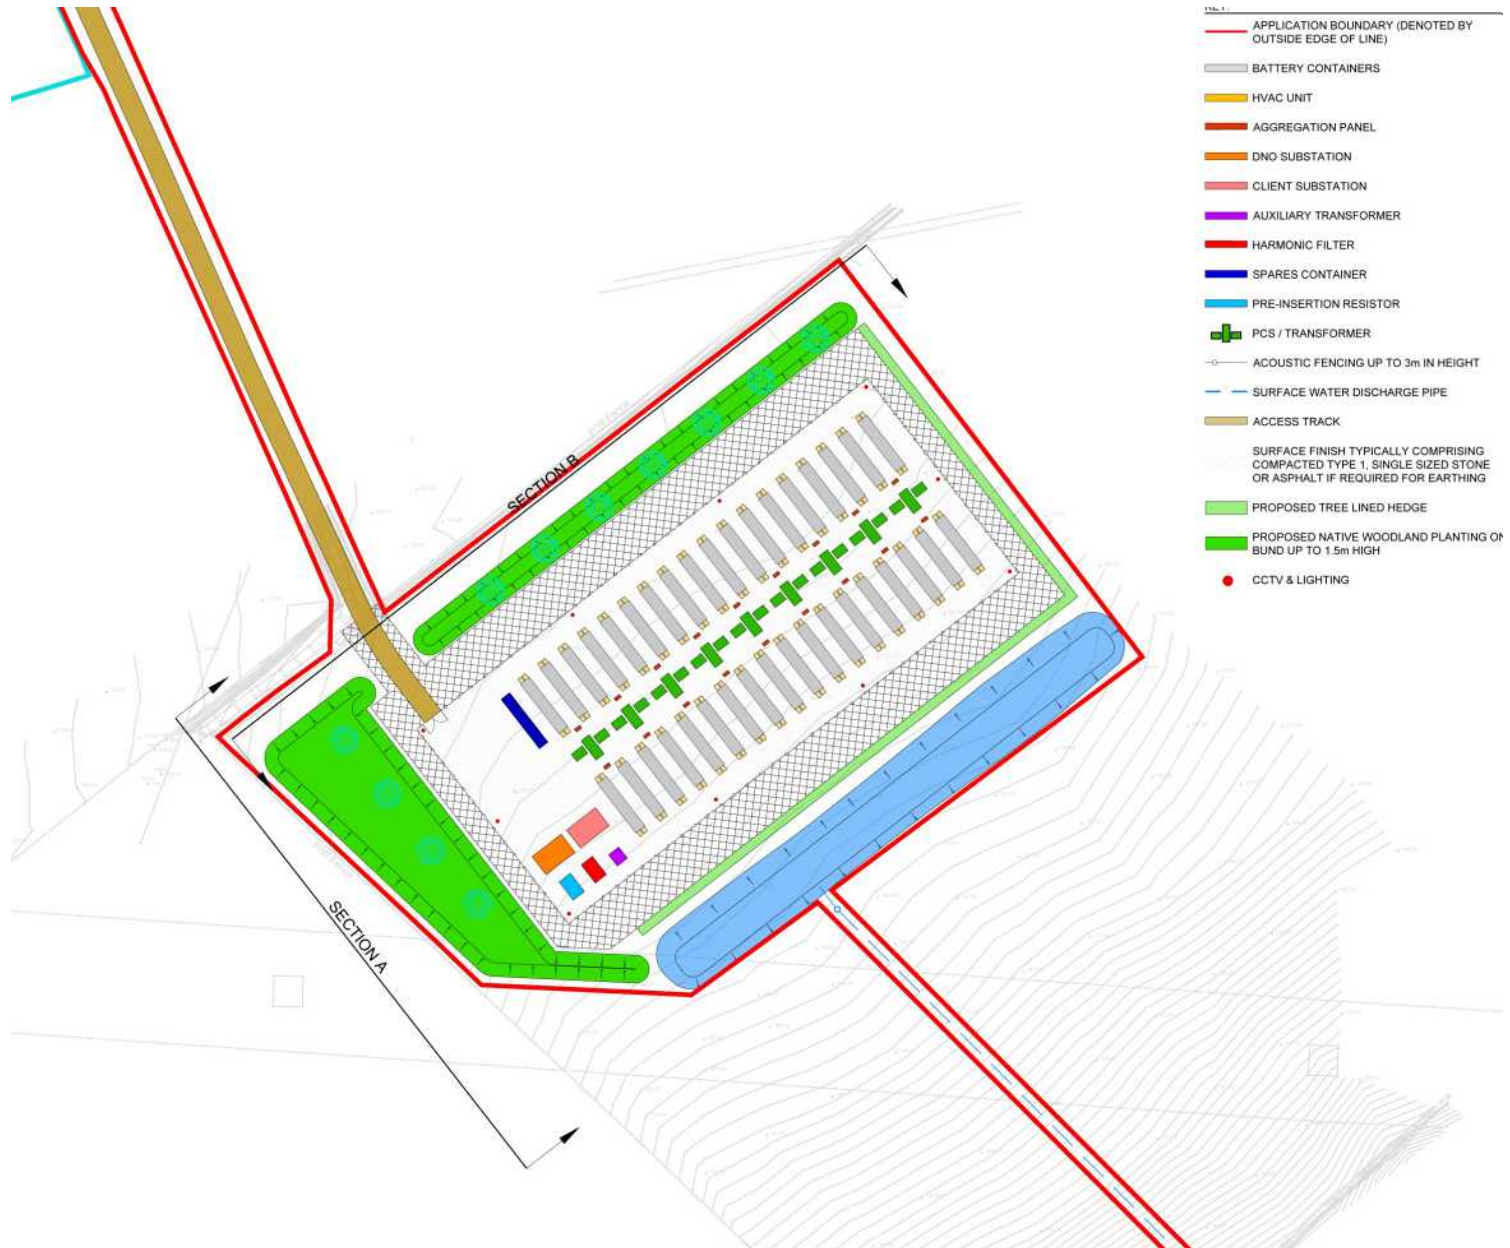 KEY:
APPLICATION BOUNDARY (DENOTED BY
OUTSIDE EDGE OF LINE)
BATTERY CONTAINERS
HVAC UNIT
AGGREGATION PANEL
DNO SUBSTATION
CLIENT SUBSTATION
AUXILIARY TRANSFORMER
HARMONIC FILTER
SPARES CONTAINER
PRE-INSERTION RESISTOR
PCS / TRANSFORMER
ACOUSTIC FENCING UP TO 3m IN HEIGHT
SURFACE WATER DISCHARGE PIPE
ACCESS TRACK
SURFACE FINISH TYPICALLY COMPRISING
COMPACTED TYPE 1, SINGLE SIZED STONE
OR ASPHALT IF REQUIRED FOR EARTHING
PROPOSED TREE LINED HEDGE
PROPOSED NATIVE WOODLAND PLANTING ON
BUND UP TO 1.5m HIGH
CCTV & LIGHTING
SECTION B
SECTION A